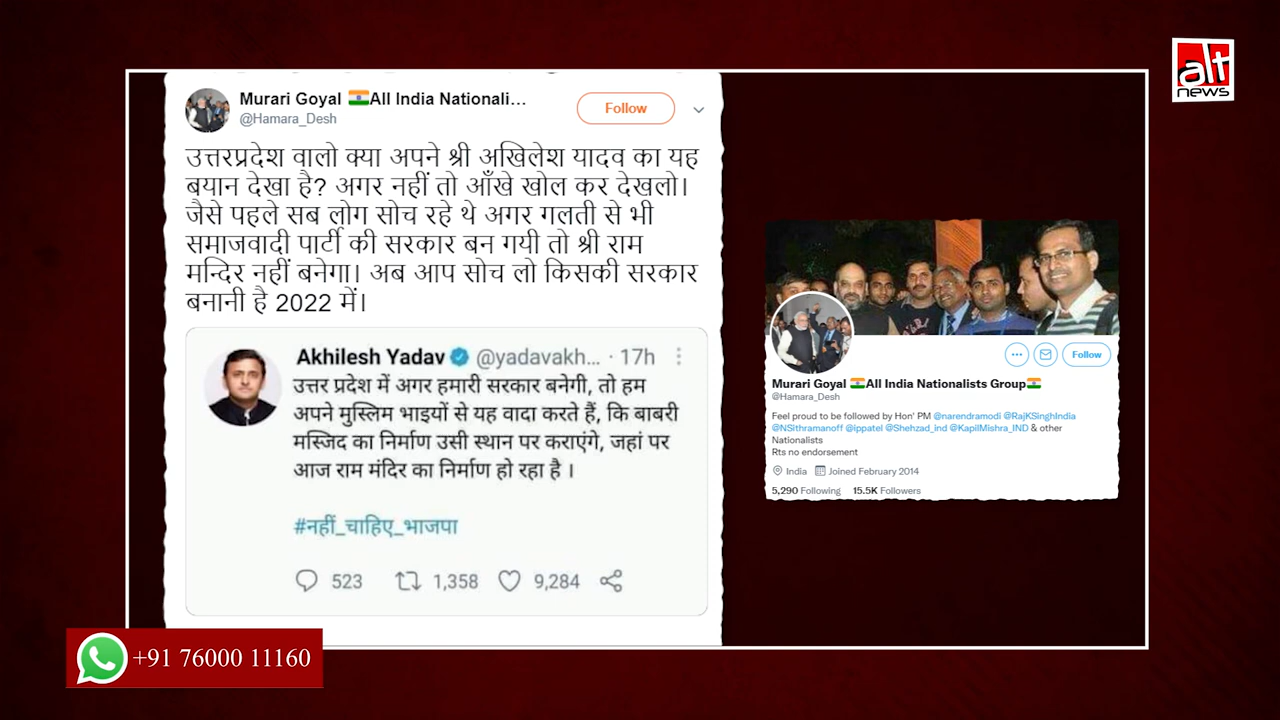 alt
news
Murari Goyal 🇮🇳All India Nationali...
@Hamara_Desh
Follow
उत्तरप्रदेश वालो क्या अपने श्री अखिलेश यादव का यह
बयान देखा है? अगर नहीं तो आँखे खोल कर देखलो।
जैसे पहले सब लोग सोच रहे थे अगर गलती से भी
समाजवादी पार्टी की सरकार बन गयी तो श्री राम
मन्दिर नहीं बनेगा। अब आप सोच लो किसकी सरकार
बनानी है 2022 में।
Akhilesh Yadav @yadavakh... · 17h
उत्तर प्रदेश में अगर हमारी सरकार बनेगी, तो हम
अपने मुस्लिम भाइयों से यह वादा करते हैं, कि बाबरी
मस्जिद का निर्माण उसी स्थान पर कराएंगे, जहां पर
आज राम मंदिर का निर्माण हो रहा है ।
#नहीं_चाहिए_भाजपा
523 1,358 9,284
Follow
Murari Goyal 🇮🇳All India Nationalists Group🇮🇳
@Hamara_Desh
Feel proud to be followed by Hon' PM @narendramodi @RajKSinghIndia
@NSitharamanoff @ippatel @Shehzad_ind @KapilMishra_IND & other
Nationalists
Rts no endorsement
India Joined February 2014
5,290 Following 15.5K Followers
+91 76000 11160